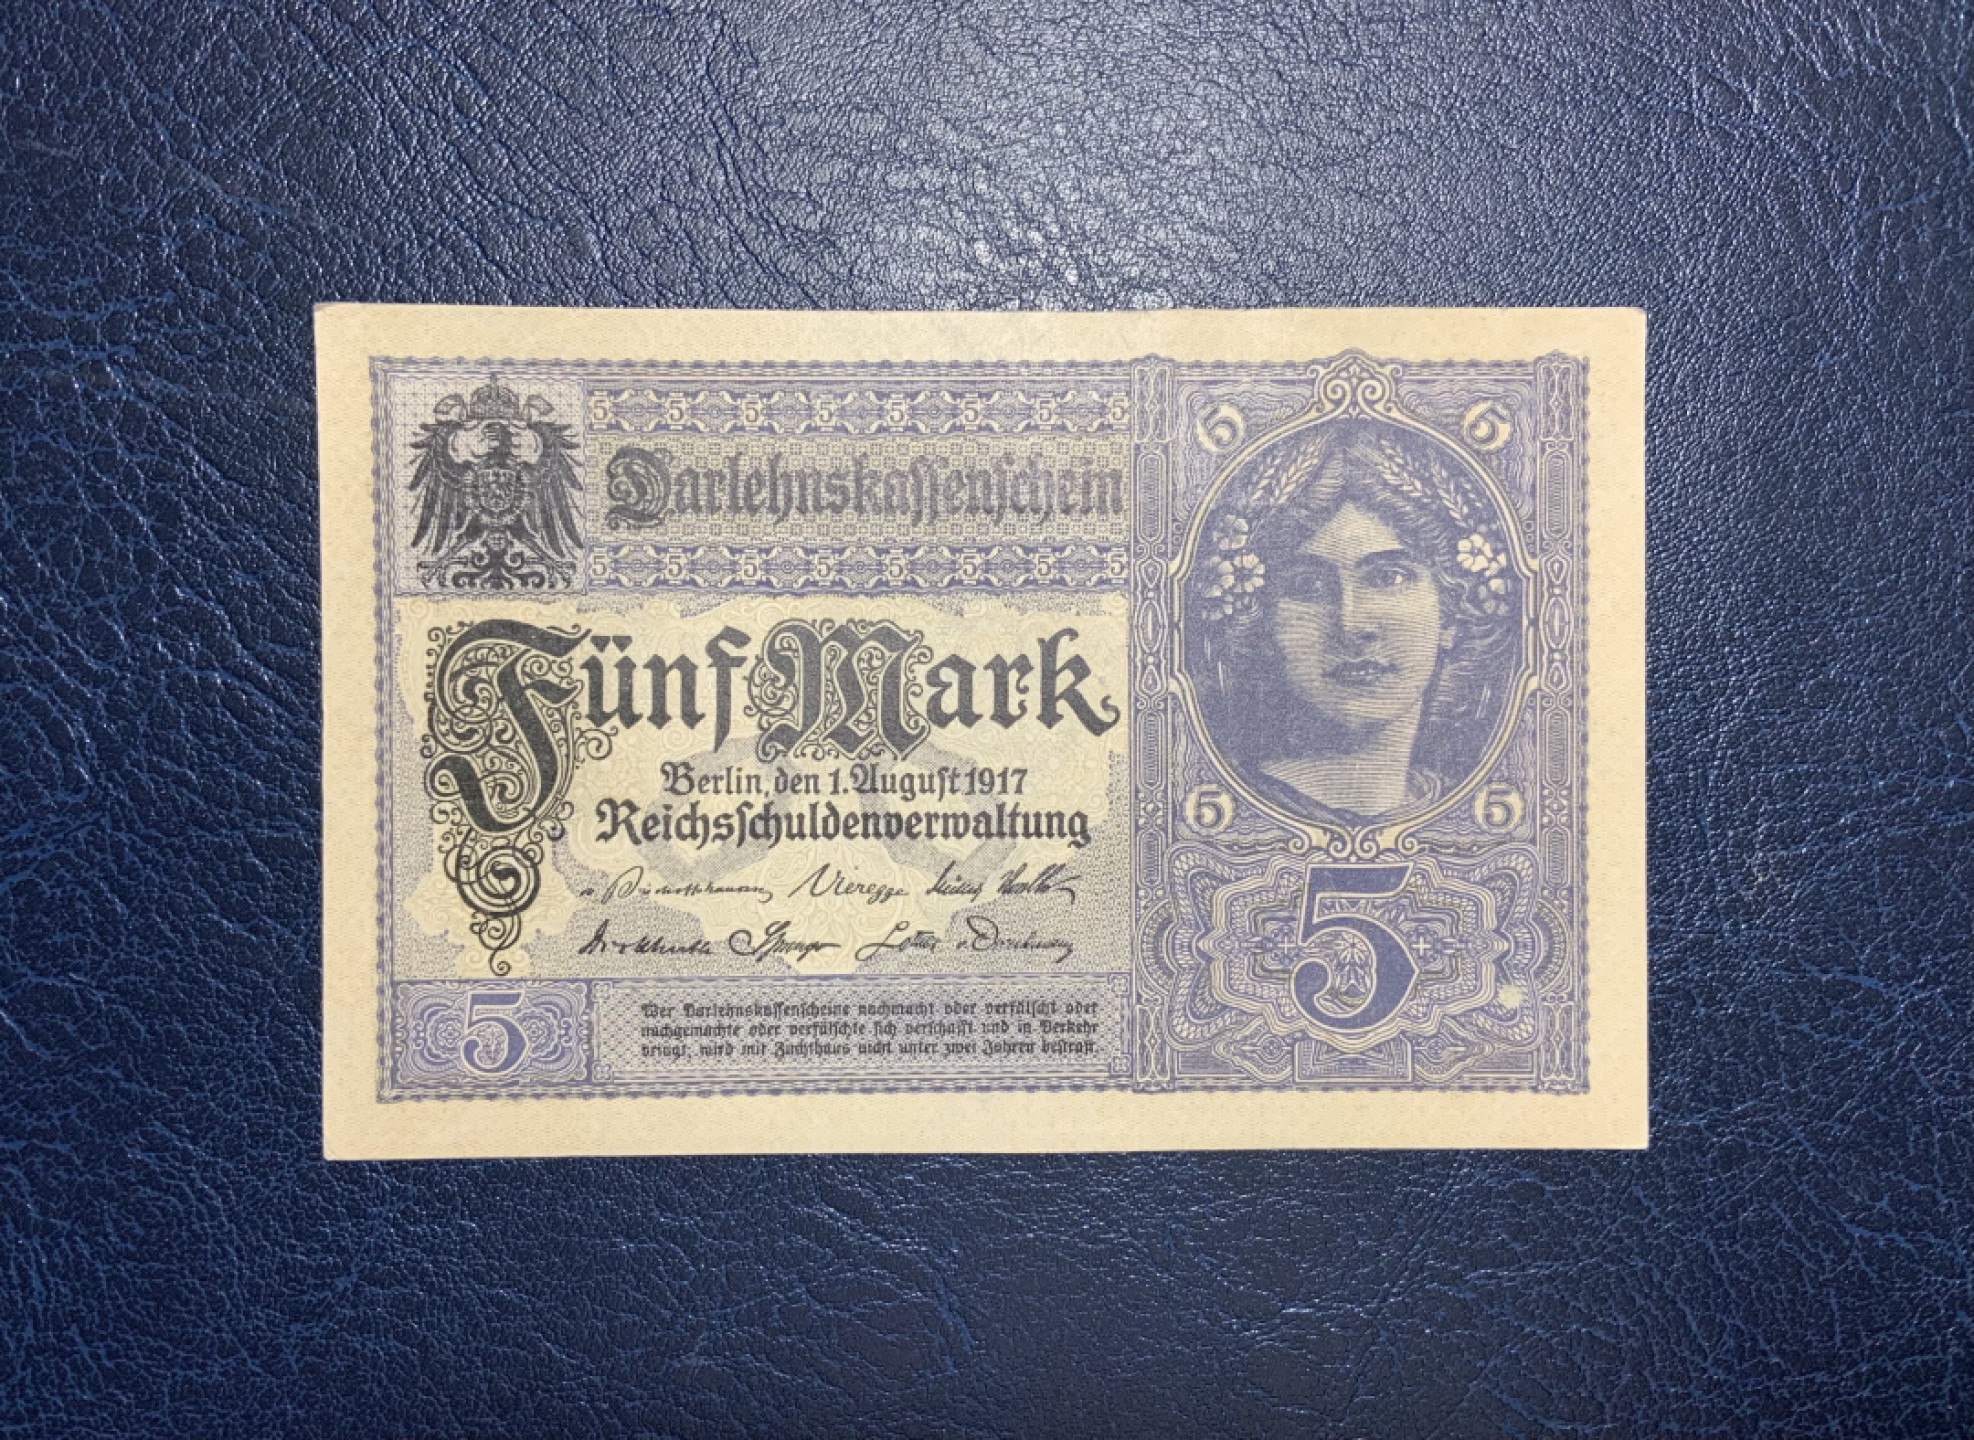 5 5 5 5 5 5 5 5
Darlehnskassenschein
5 5 5 5 5 5 5 5
Fünf Mark
Berlin, den 1. August 1917
Reichsschuldenverwaltung
v. Bischoffshausen Vieregge
Springer
5
Wer Darlehnskassenscheine nachmacht oder verfälscht oder
nachgemachte oder verfälschte sich verschafft und in Verkehr
bringt, wird mit Zuchthaus nicht unter zwei Jahren bestraft.
5 5
5 5
5